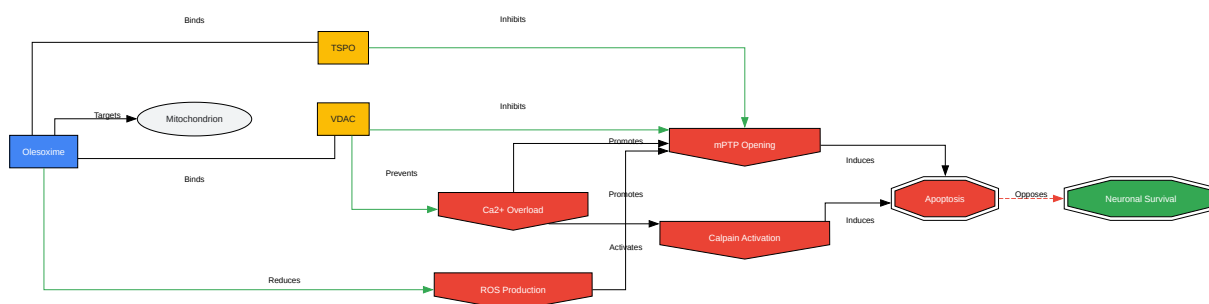 Binds
Inhibits
TSPO
Targets
Mitochondrion
VDAC
Inhibits
Olesoxime
Promotes
mPTP Opening
Induces
Binds
Prevents
Promotes
Ca2+ Overload
Apoptosis
Opposes
Neuronal Survival
Induces
Calpain Activation
Activates
Reduces
ROS Production